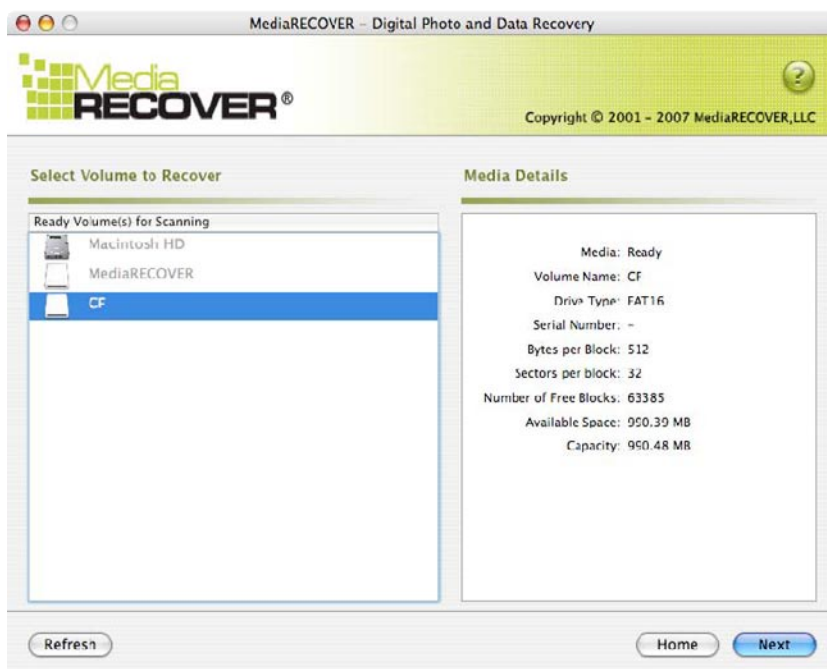 MediaRECOVER – Digital Photo and Data Recovery
Media
RECOVER®
?
Copyright © 2001 – 2007 MediaRECOVER,LLC
Select Volume to Recover
Ready Volume(s) for Scanning
Macintosh HD
MediaRECOVER
CF
Media Details
Media: Ready
Volume Name: CF
Drive Type: FAT16
Serial Number: –
Bytes per Block: 512
Sectors per block: 32
Number of Free Blocks: 63385
Available Space: 990.39 MB
Capacity: 990.48 MB
Refresh
Home
Next